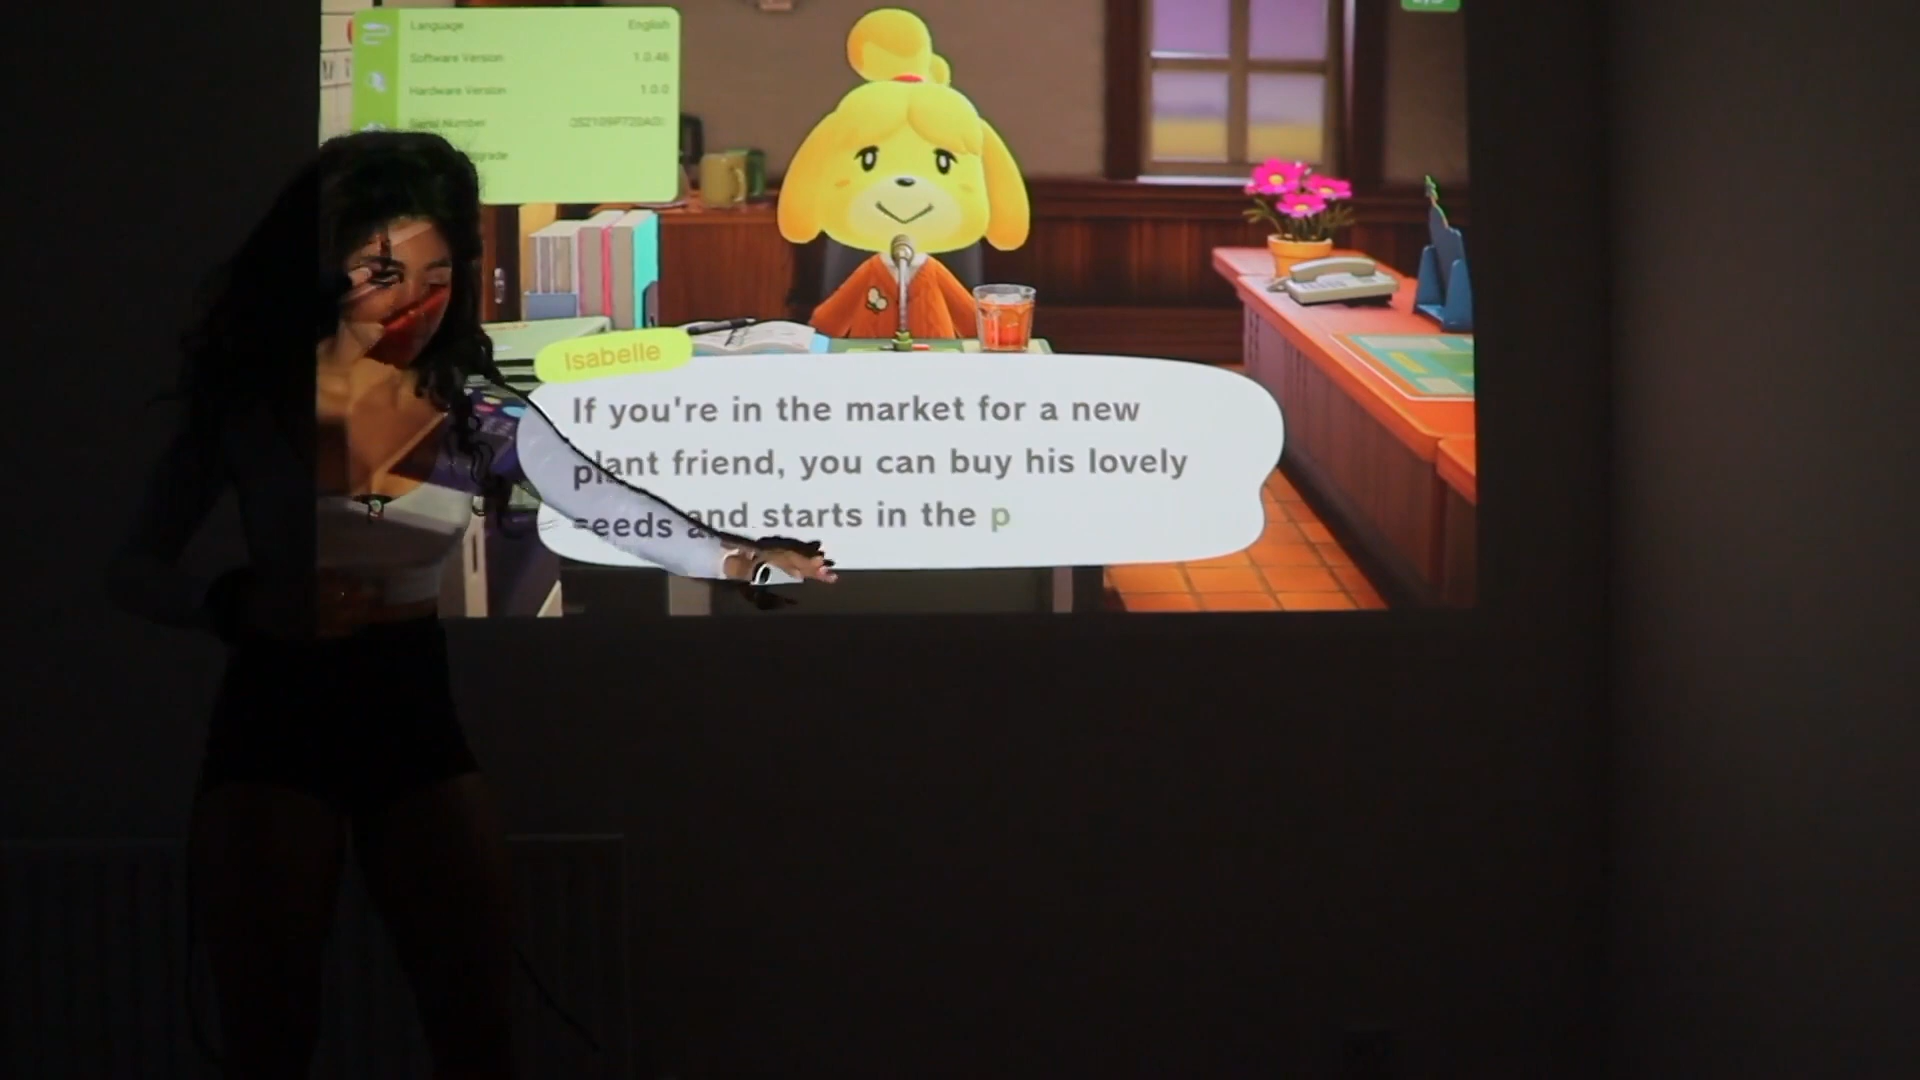 Language English
Software Version 1.0.46
Hardware Version 1.0.0
Serial Number
Isabelle
If you're in the market for a new
plant friend, you can buy his lovely
seeds and starts in the p